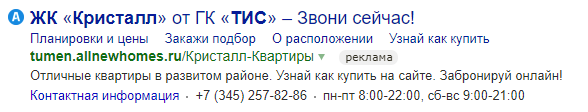 ЖК «Кристалл» от ГК «ТИС» – Звони сейчас!
Планировки и цены Закажи подбор О расположении Узнай как купить
tumen.allnewhomes.ru/Кристалл-Квартиры реклама
Отличные квартиры в развитом районе. Узнай как купить на сайте. Забронируй онлайн!
Контактная информация · +7 (345) 257-82-86 · пн-пт 8:00-22:00, сб-вс 9:00-21:00